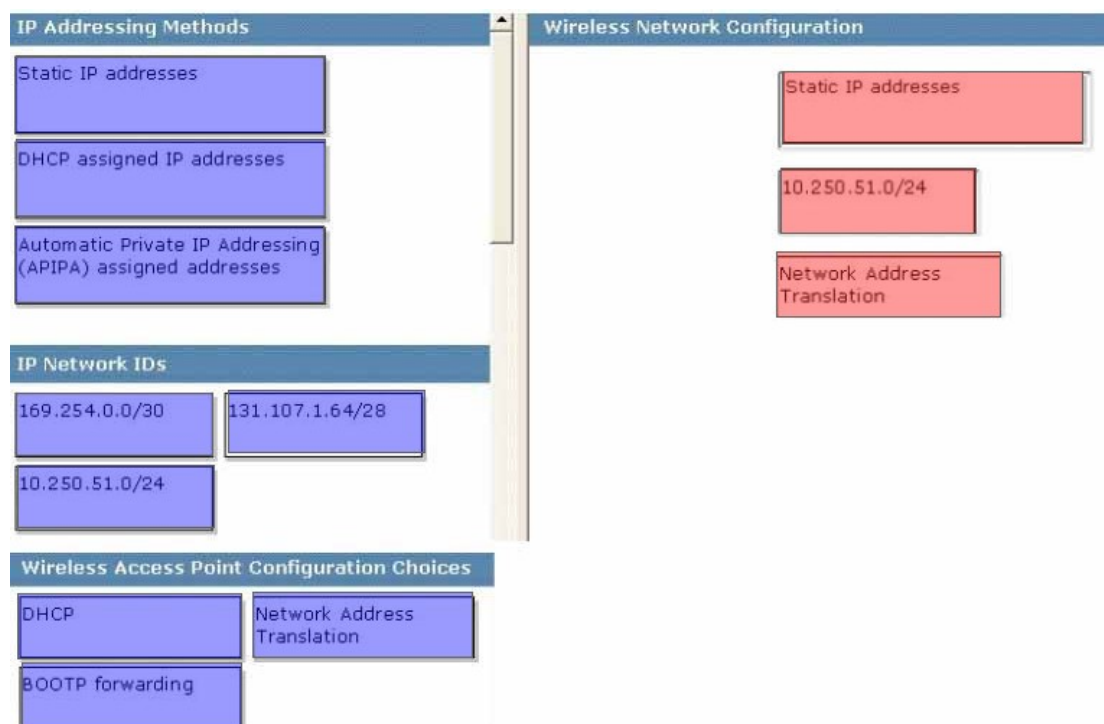 IP Addressing Methods
Static IP addresses
DHCP assigned IP addresses
Automatic Private IP Addressing
(APIPA) assigned addresses
IP Network IDs
169.254.0.0/30
131.107.1.64/28
10.250.51.0/24
Wireless Access Point Configuration Choices
DHCP
Network Address
Translation
BOOTP forwarding
Wireless Network Configuration
Static IP addresses
10.250.51.0/24
Network Address
Translation